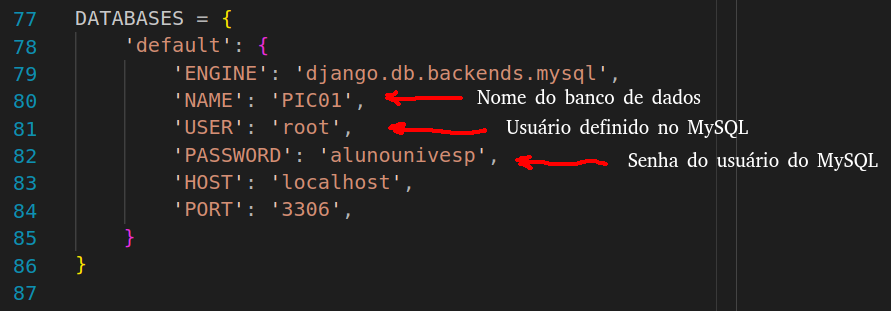 77 DATABASES = {
78 'default': {
79 'ENGINE': 'django.db.backends.mysql',
80 'NAME': 'PIC01', Nome do banco de dados
81 'USER': 'root', Usuário definido no MySQL
82 'PASSWORD': 'alunounivesp', Senha do usuário do MySQL
83 'HOST': 'localhost',
84 'PORT': '3306',
85 }
86 }
87